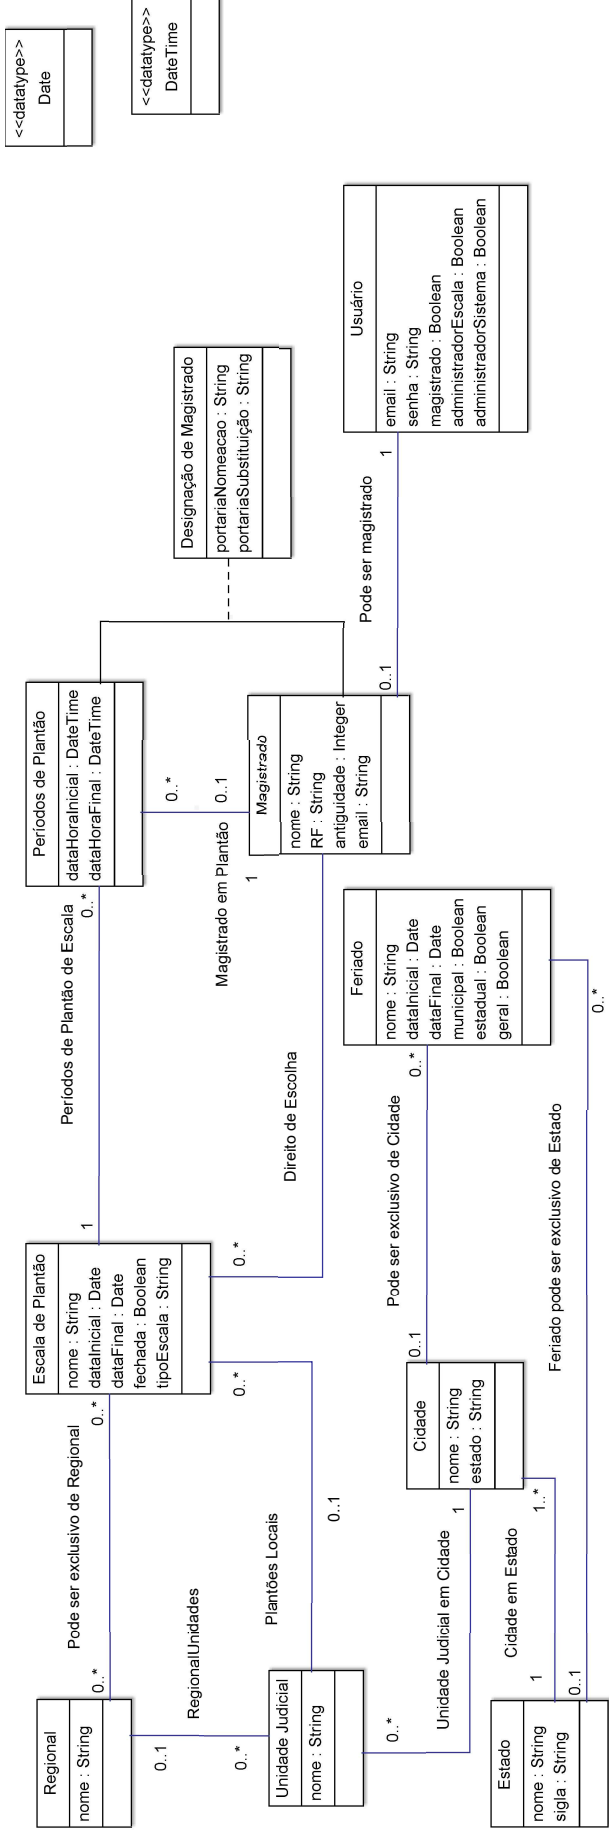 <<datatype>>
Date
<<datatype>>
DateTime
Regional
nome : String
0..*
Pode ser exclusivo de Regional
0..*
Escala de Plantão
nome : String
dataInicial : Date
dataFinal : Date
fechada : Boolean
tipoEscala : String
1
Períodos de Plantão de Escala
0..*
Períodos de Plantão
dataHoraInicial : DateTime
dataHoraFinal : DateTime
0..*
0..1
Magistrado em Plantão
Designação de Magistrado
portariaNomeacao : String
portariaSubstituição : String
0..1
RegionalUnidades
0..*
Unidade Judicial
nome : String
0..1
Plantões Locais
0..*
0..*
Direito de Escolha
1
Magistrado
nome : String
RF : String
antiguidade : Integer
email : String
0..1
Pode ser magistrado
1
Usuário
email : String
senha : String
magistrado : Boolean
administradorEscala : Boolean
administradorSistema : Boolean
0..*
Unidade Judicial em Cidade
1
Cidade
nome : String
estado : String
0..1
Pode ser exclusivo de Cidade
0..*
Feriado
nome : String
dataInicial : Date
dataFinal : Date
municipal : Boolean
estadual : Boolean
geral : Boolean
Estado
nome : String
sigla : String
1
Cidade em Estado
1..*
0..1
Feriado pode ser exclusivo de Estado
0..*